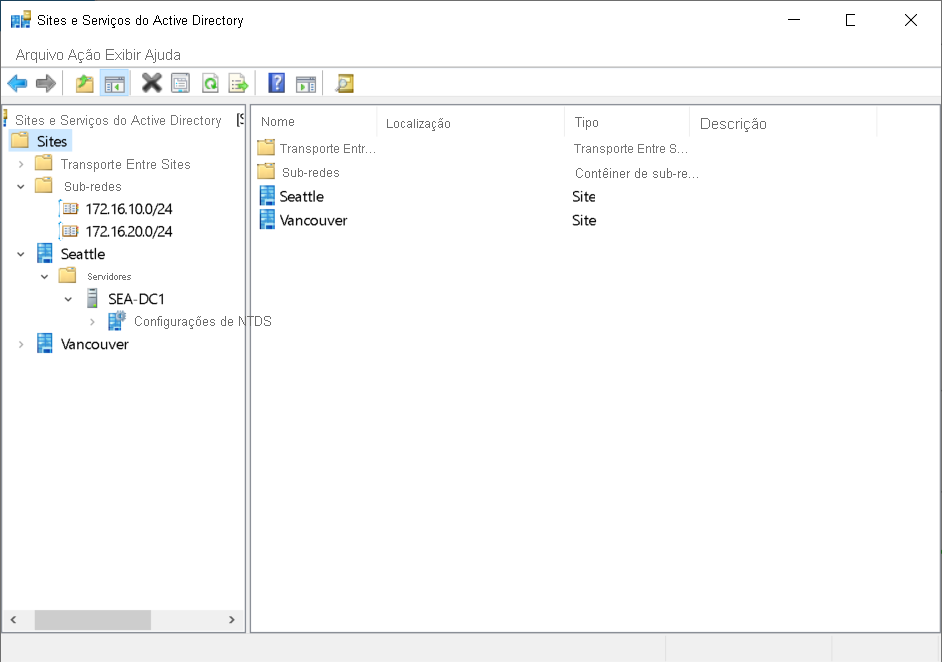 Sites e Serviços do Active Directory
Arquivo Ação Exibir Ajuda
Sites e Serviços do Active Directory [S
Sites
Transporte Entre Sites
Sub-redes
172.16.10.0/24
172.16.20.0/24
Seattle
Servidores
SEA-DC1
Configurações de NTDS
Vancouver
Nome Localização Tipo Descrição
Transporte Entr... Transporte Entre S...
Sub-redes Contêiner de sub-re...
Seattle Site
Vancouver Site